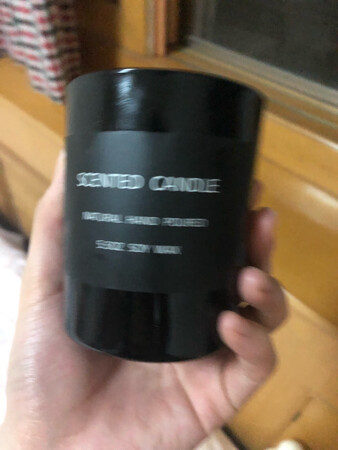 SCENTED CANDLE
NATURAL HAND POURED
SOY WAX